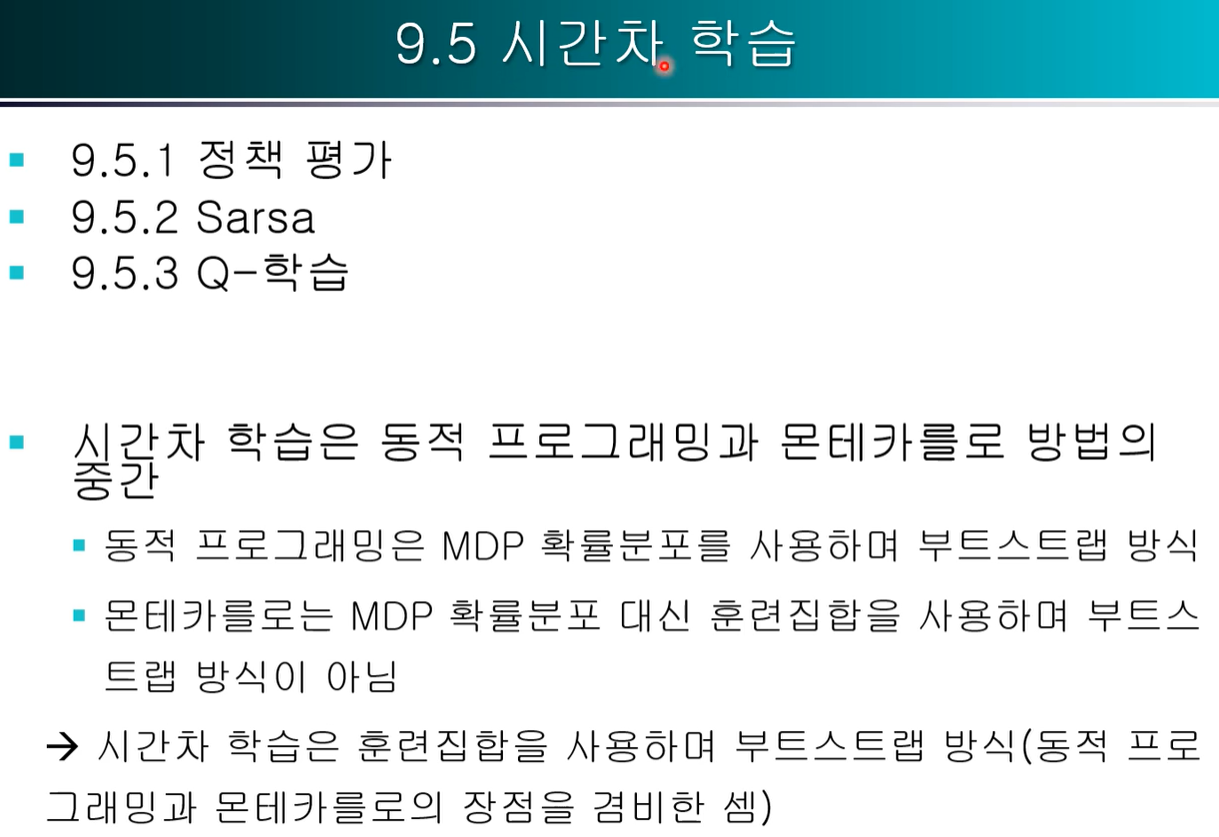 9.5 시간차 학습
9.5.1 정책 평가
9.5.2 Sarsa
9.5.3 Q-학습
시간차 학습은 동적 프로그래밍과 몬테카를로 방법의
중간
동적 프로그래밍은 MDP 확률분포를 사용하며 부트스트랩 방식
몬테카를로는 MDP 확률분포 대신 훈련집합을 사용하며 부트스
트랩 방식이 아님
→ 시간차 학습은 훈련집합을 사용하며 부트스트랩 방식(동적 프로
그래밍과 몬테카를로의 장점을 겸비한 셈)